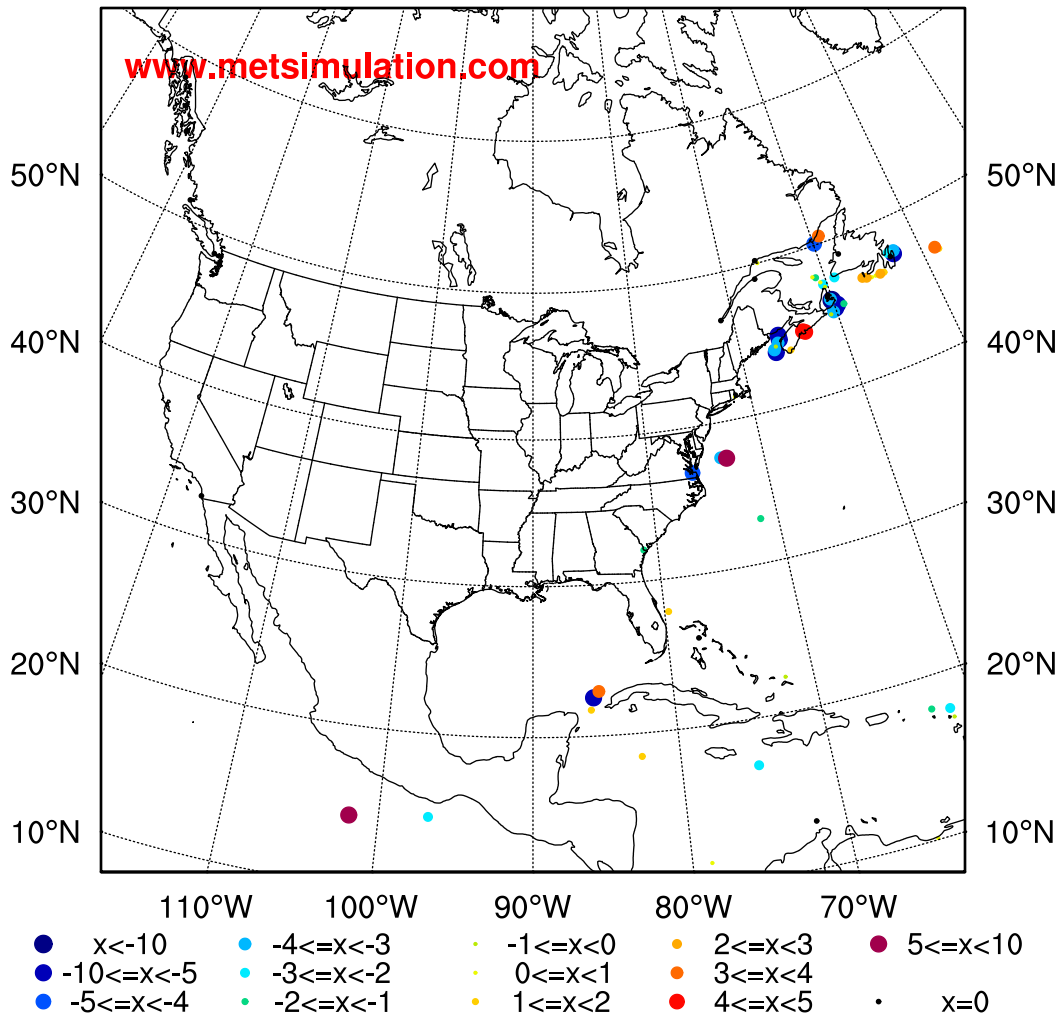 www.metsimulation.com
50°N 50°N
40°N 40°N
30°N 30°N
20°N 20°N
10°N 10°N
110°W 100°W 90°W 80°W 70°W
x<-10 -4<=x<-3 -1<=x<0 2<=x<3 5<=x<10
-10<=x<-5 -3<=x<-2 0<=x<1 3<=x<4
-5<=x<-4 -2<=x<-1 1<=x<2 4<=x<5 x=0